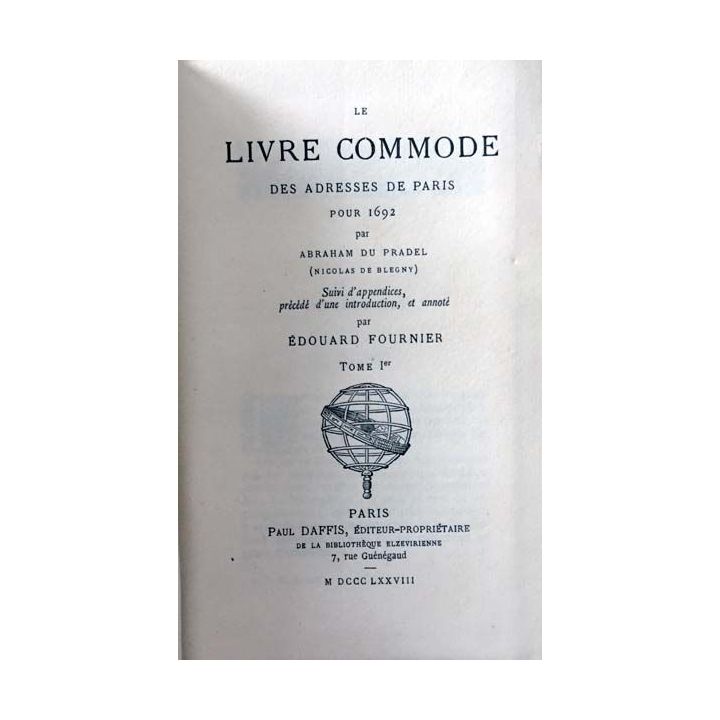 LE
LIVRE COMMODE
DES ADRESSES DE PARIS
POUR 1692
par
ABRAHAM DU PRADEL
(NICOLAS DE BLEGNY)
Suivi d'appendices,
précédé d'une introduction, et annoté
par
ÉDOUARD FOURNIER
TOME Ier
PARIS
PAUL DAFFIS, ÉDITEUR-PROPRIÉTAIRE
DE LA BIBLIOTHÈQUE ELZEVIRIENNE
7, rue Guénégaud
—
M DCCC LXXVIII